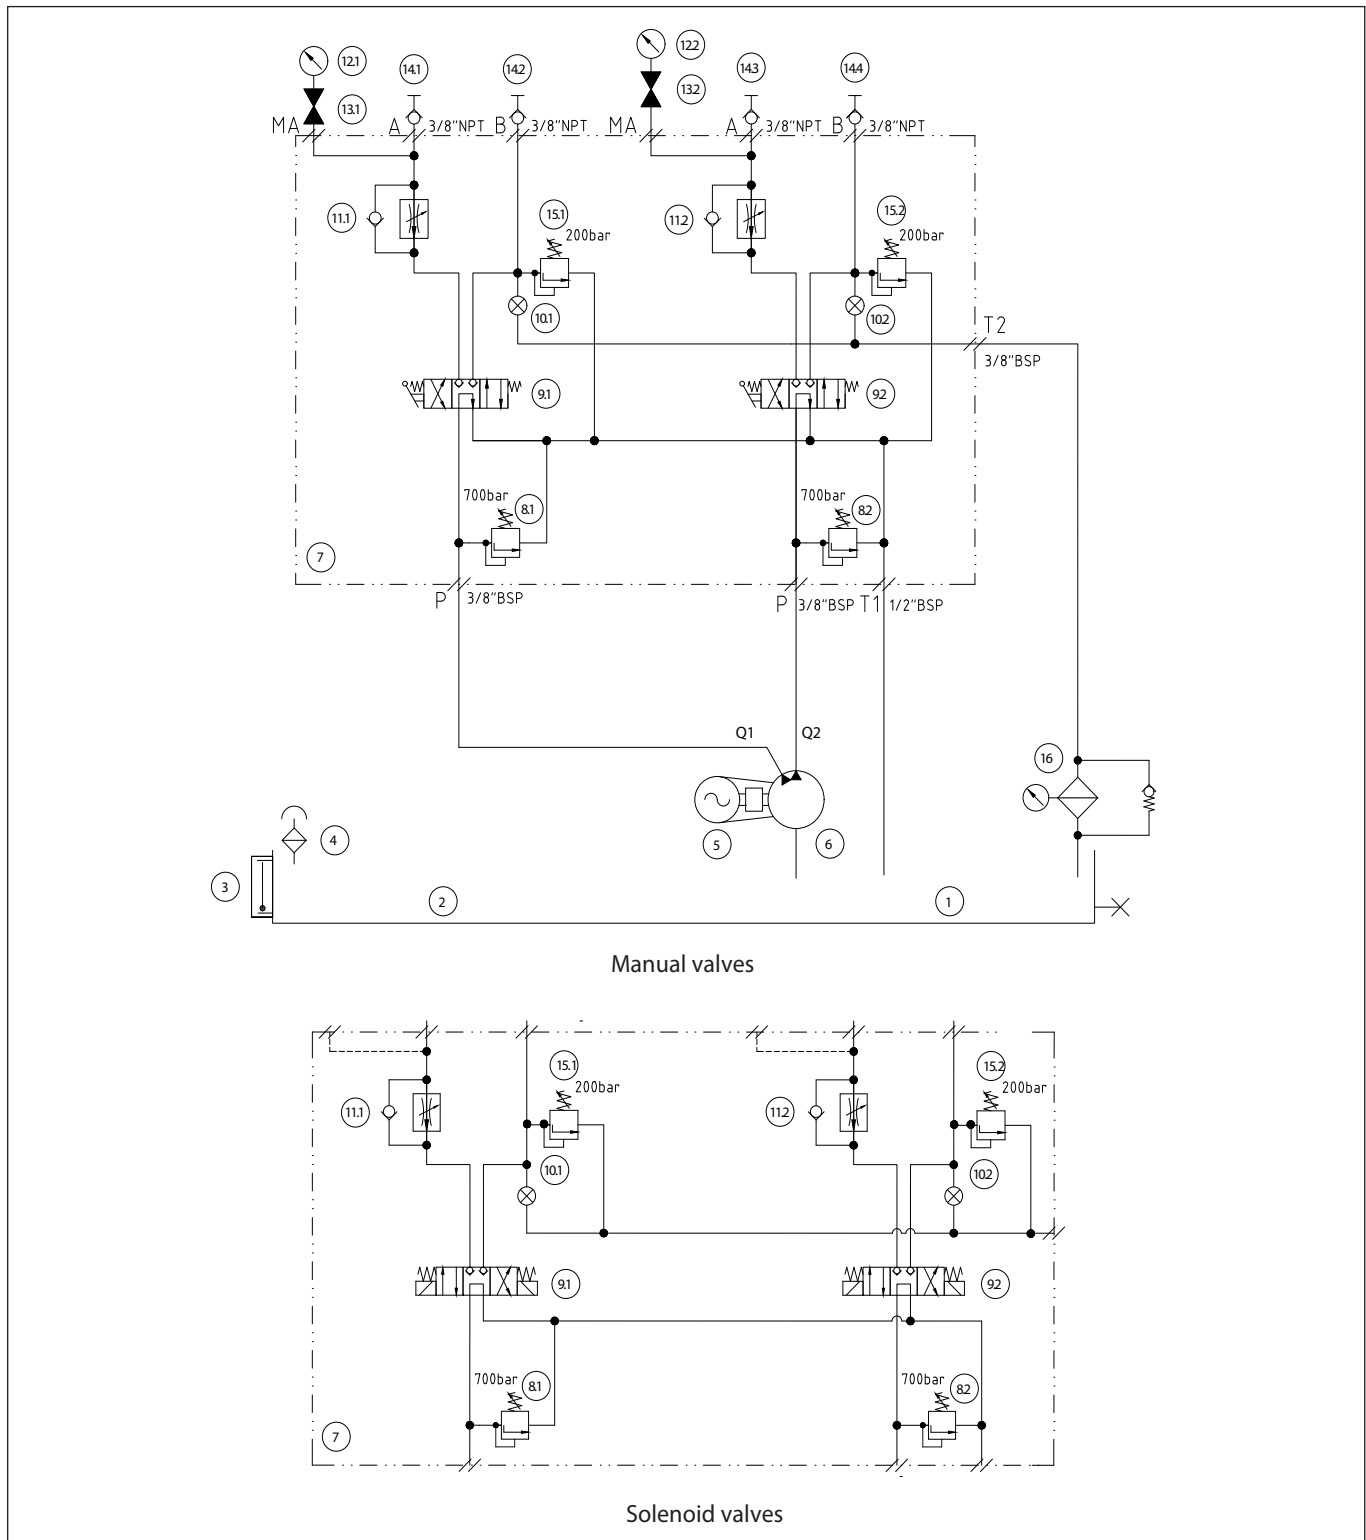 12.1 12.2
14.1 14.2 14.3 14.4
13.1 13.2
MA A 3/8"NPT B 3/8"NPT MA A 3/8"NPT B 3/8"NPT
11.1 15.1 11.2 15.2
200bar 200bar
10.1 10.2
T2
3/8"BSP
9.1 9.2
700bar 8.1 700bar 8.2
7
P 3/8"BSP P 3/8"BSP T1 1/2"BSP
Q1 Q2
16
4 5 6
3 2 1
Manual valves
15.1 15.2
200bar 200bar
11.1 11.2
10.1 10.2
9.1 9.2
700bar 8.1 700bar 8.2
7
Solenoid valves